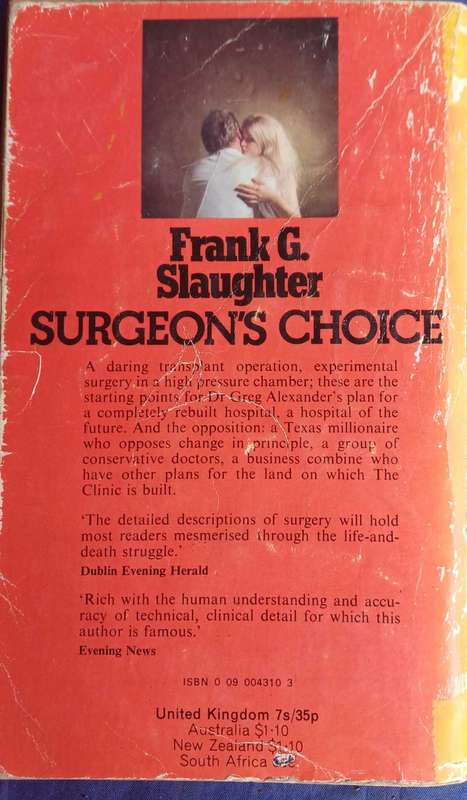 Frank G.
Slaughter
SURGEON'S CHOICE
A daring transplant operation, experimental
surgery in a high pressure chamber; these are the
starting points for Dr Greg Alexander's plan for
a completely rebuilt hospital, a hospital of the
future. And the opposition: a Texas millionaire
who opposes change in principle, a group of
conservative doctors, a business combine who
have other plans for the land on which The
Clinic is built.
'The detailed descriptions of surgery will hold
most readers mesmerised through the life-and-
death struggle.'
Dublin Evening Herald
'Rich with the human understanding and accu-
racy of technical, clinical detail for which this
author is famous.'
Evening News
ISBN 0 09 004310 3
United Kingdom 7s/35p
Australia $1·10
New Zealand $1·10
South Africa